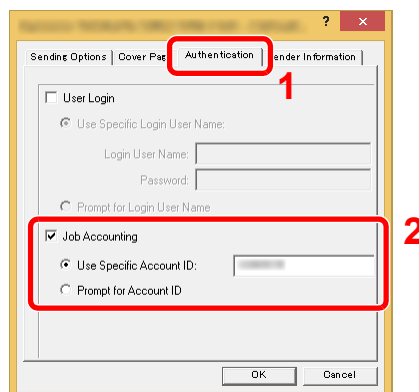 ?
Sending Options
Cover Pag
Authentication
ender Information
1
User Login
Use Specific Login User Name:
Login User Name:
Password:
Prompt for Login User Name
2
Job Accounting
Use Specific Account ID:
Prompt for Account ID
OK
Cancel